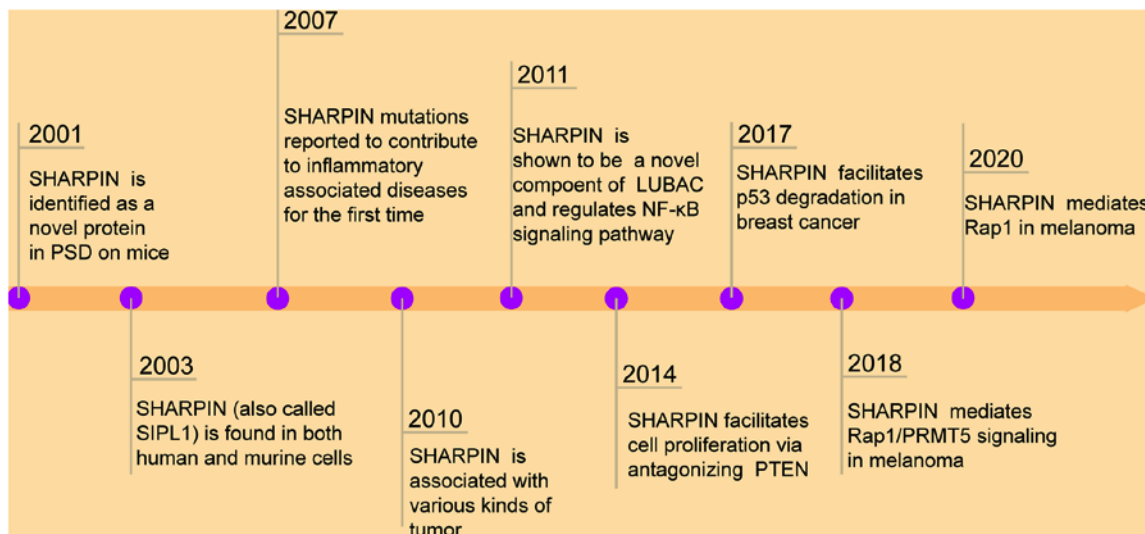 2001
SHARPIN is
identified as a
novel protein
in PSD on mice
2003
SHARPIN (also called
SIPL1) is found in both
human and murine cells
2007
SHARPIN mutations
reported to contribute
to inflammatory
associated diseases
for the first time
2010
SHARPIN is
associated with
various kinds of
tumor
2011
SHARPIN is
shown to be a novel
compoent of LUBAC
and regulates NF-κB
signaling pathway
2014
SHARPIN facilitates
cell proliferation via
antagonizing PTEN
2017
SHARPIN facilitates
p53 degradation in
breast cancer
2018
SHARPIN mediates
Rap1/PRMT5 signaling
in melanoma
2020
SHARPIN mediates
Rap1 in melanoma